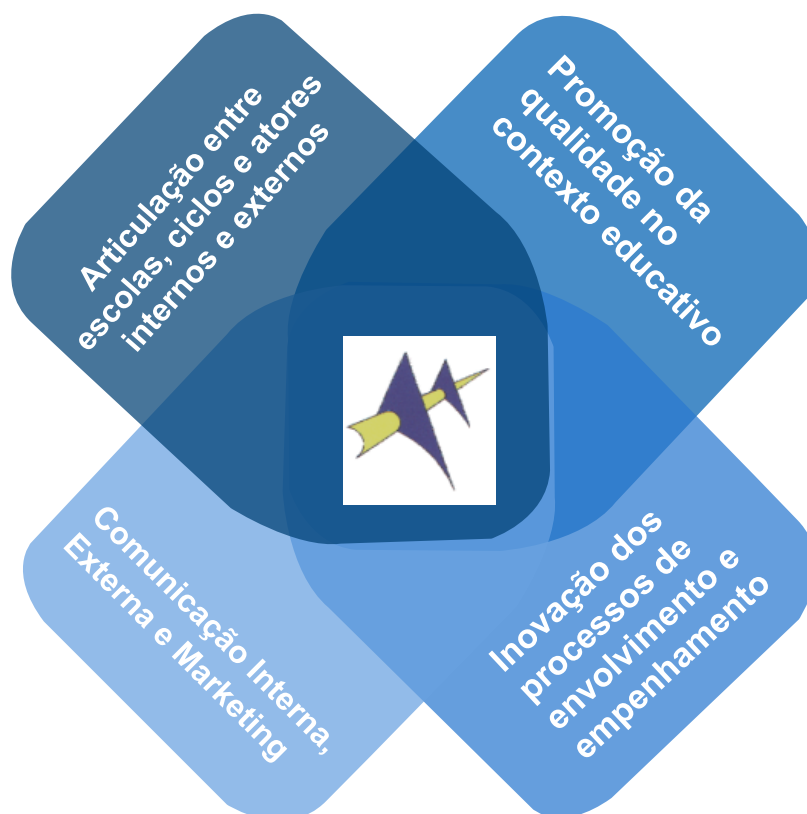 Articulação entre
escolas, ciclos e atores
internos e externos
Promoção da
qualidade no
contexto educativo
Comunicação Interna,
Externa e Marketing
Inovação dos
processos de
envolvimento e
empenhamento